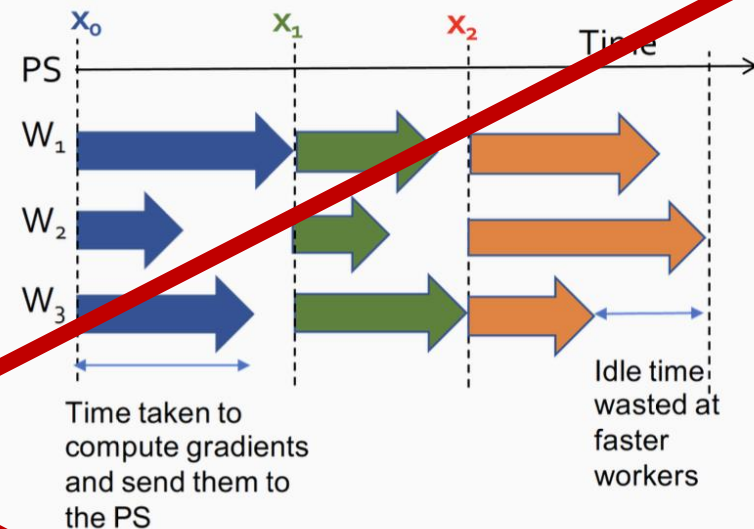 X₀ X₁ X₂
Time
PS
W₁
W₂
W₃
Time taken to
compute gradients
and send them to
the PS
Idle time
wasted at
faster
workers